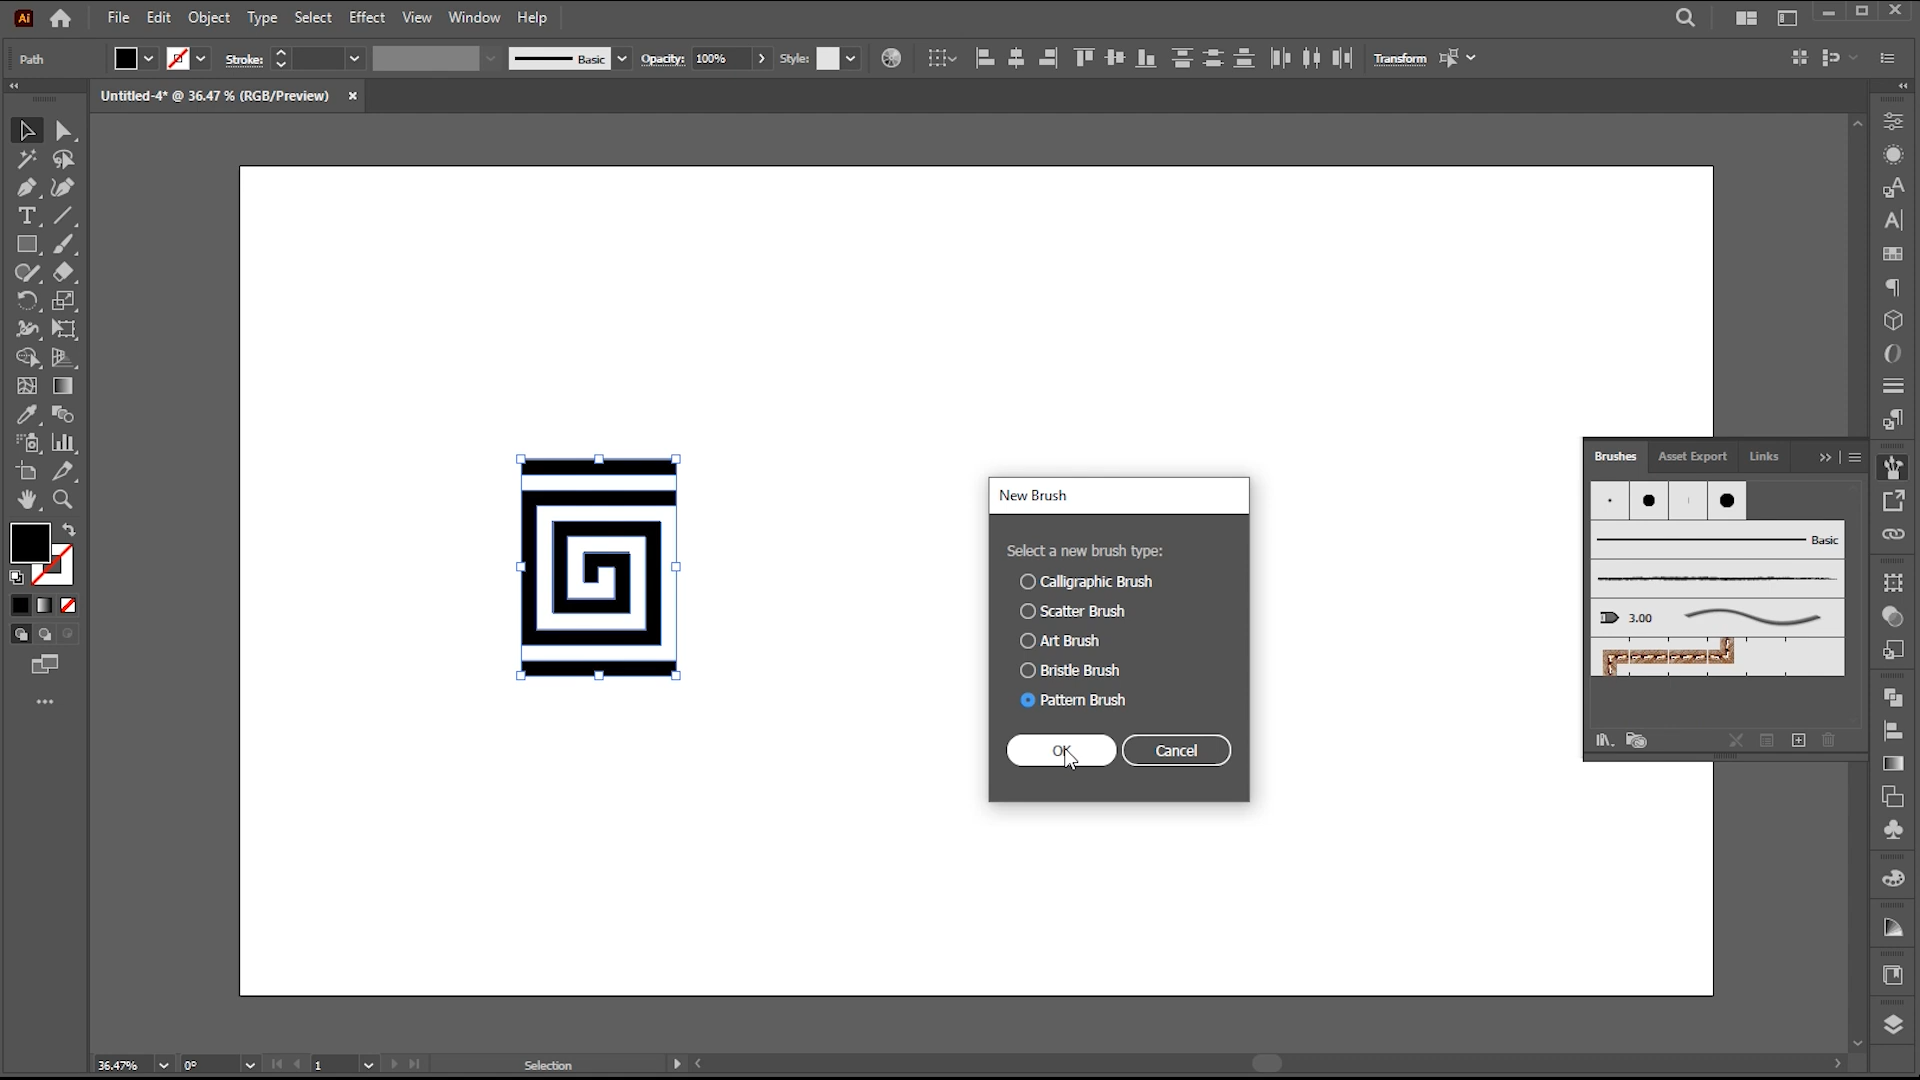 Ai File Edit Object Type Select Effect View Window Help
Path Stroke: Basic Opacity: 100% Style: Transform
Untitled-4* @ 36.47 % (RGB/Preview)
New Brush
Select a new brush type:
Calligraphic Brush
Scatter Brush
Art Brush
Bristle Brush
Pattern Brush
OK Cancel
Brushes Asset Export Links
Basic
3.00
36.47% 0° 1 Selection